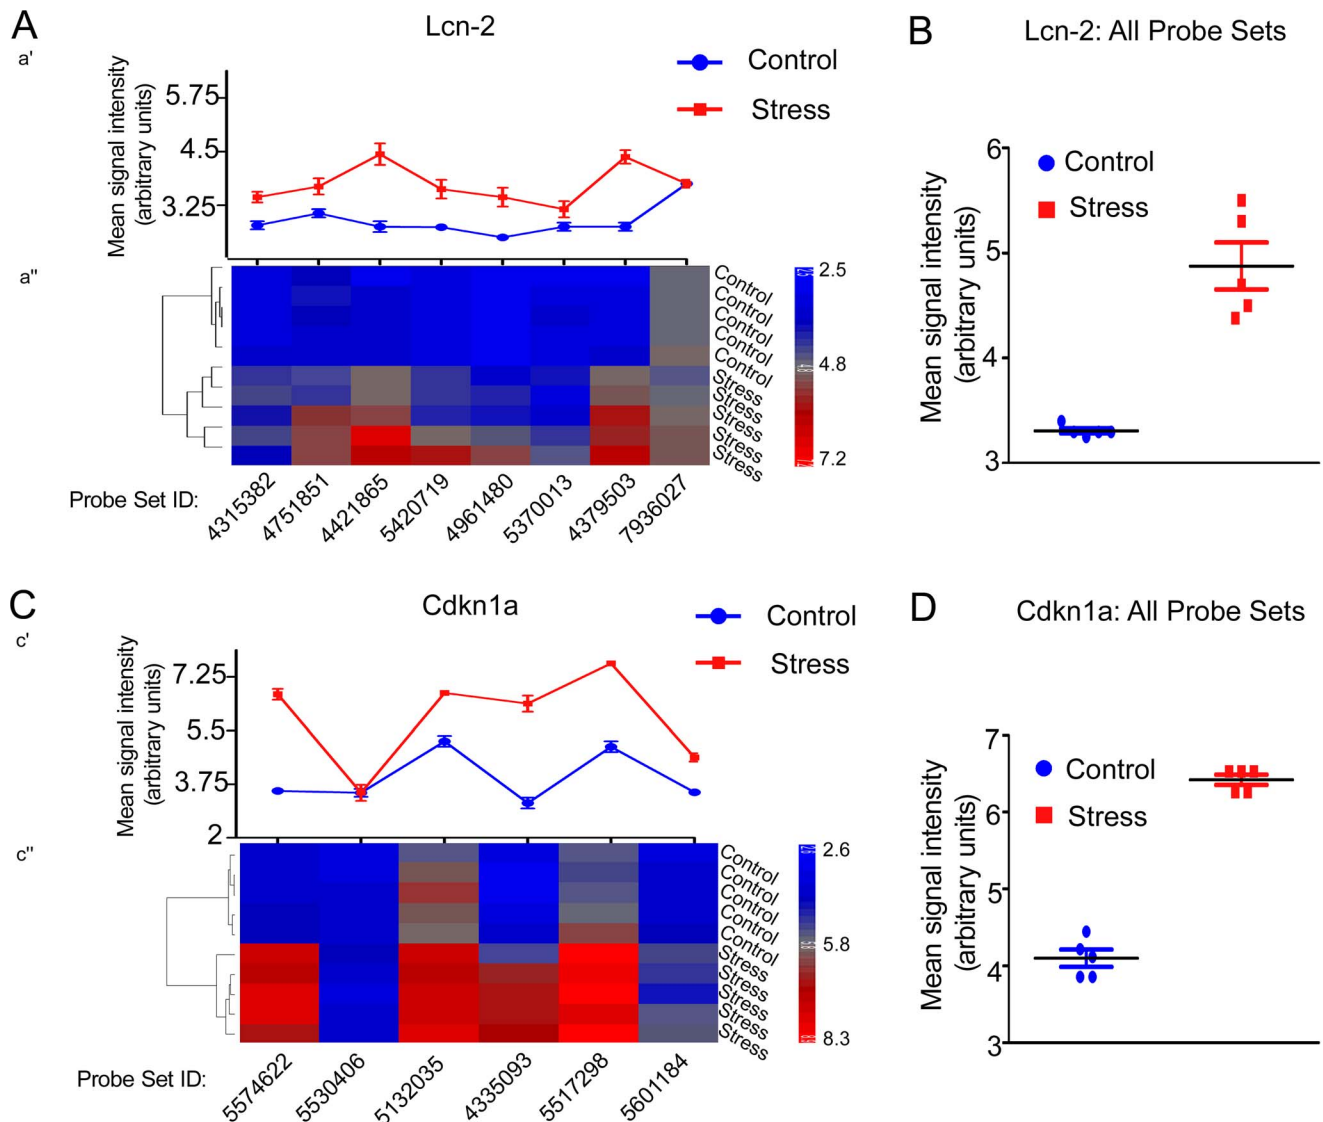 A
Lcn-2
a'
Control
Stress
Mean signal intensity
(arbitrary units)
5.75
4.5
3.25
a''
Control
Control
Control
Control
Control
Stress
Stress
Stress
Stress
Stress
2.5
4.8
7.2
Probe Set ID:
4315382
4751851
4421865
5420719
4961480
5370013
4379503
7936027
B
Lcn-2: All Probe Sets
Control
Stress
Mean signal intensity
(arbitrary units)
6
5
4
3
C
Cdkn1a
c'
Control
Stress
Mean signal intensity
(arbitrary units)
7.25
5.5
3.75
2
c''
Control
Control
Control
Control
Control
Stress
Stress
Stress
Stress
Stress
2.6
5.8
8.3
Probe Set ID:
5574622
5530406
5132035
4335093
5517298
5601184
D
Cdkn1a: All Probe Sets
Control
Stress
Mean signal intensity
(arbitrary units)
7
6
5
4
3